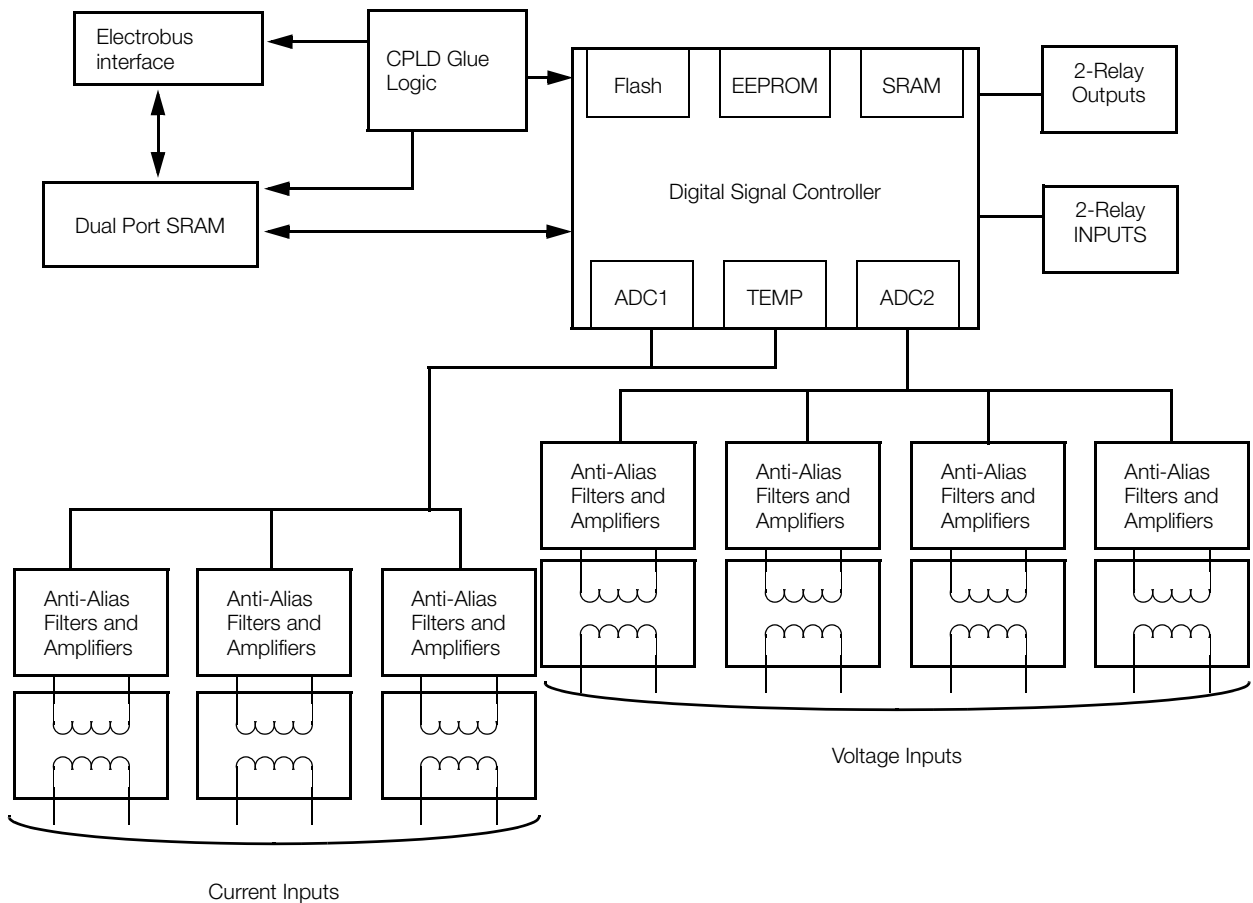 Electrobus
interface
CPLD Glue
Logic
Flash
EEPROM
SRAM
2-Relay
Outputs
Dual Port SRAM
Digital Signal Controller
2-Relay
INPUTS
ADC1
TEMP
ADC2
Anti-Alias
Filters and
Amplifiers
Anti-Alias
Filters and
Amplifiers
Anti-Alias
Filters and
Amplifiers
Anti-Alias
Filters and
Amplifiers
Anti-Alias
Filters and
Amplifiers
Anti-Alias
Filters and
Amplifiers
Anti-Alias
Filters and
Amplifiers
Voltage Inputs
Current Inputs